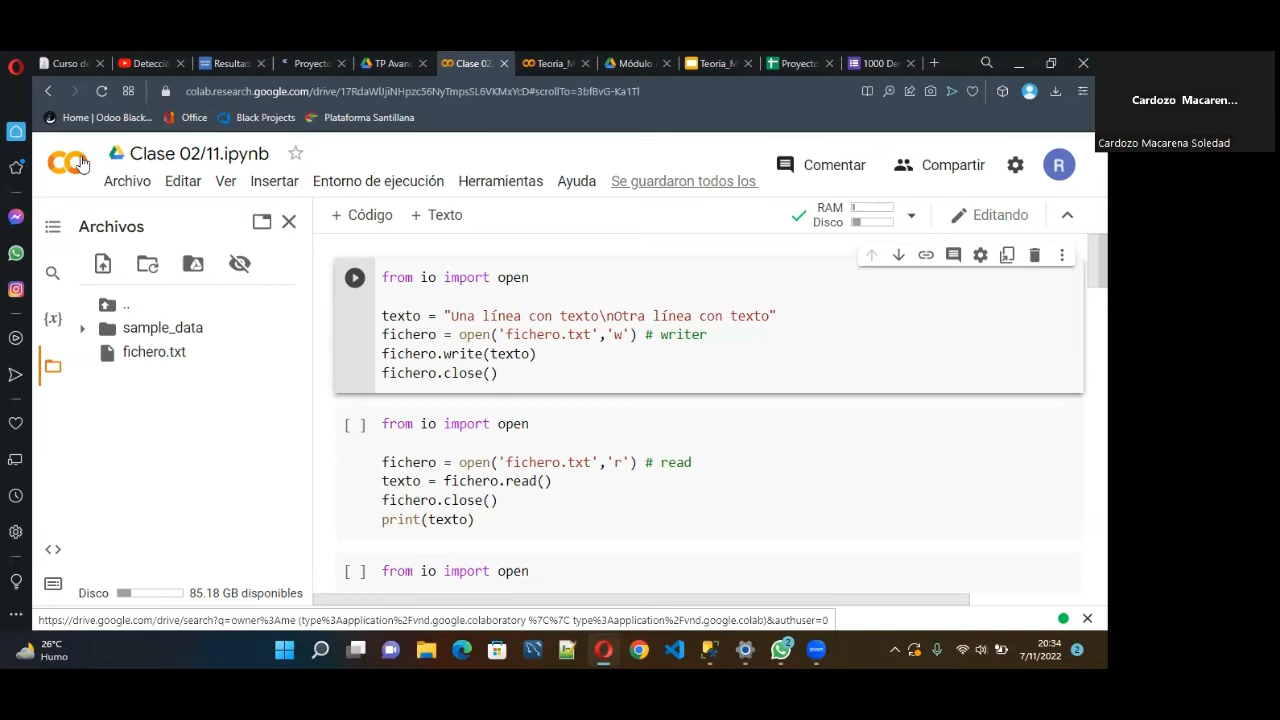 Curso de
Detecció
Resultad
Proyecto
TP Avan
Clase 02
Teoria_M
Módulo
Teoria_M
Proyecto
1000 De
colab.research.google.com/drive/17RdaWlJjiNHpzc56NyTmpsSL6VKMxYcD#scrollTo=3bfBvG-Ka1Tl
Home | Odoo Black... Office Black Projects Plataforma Santillana
Cardozo Macaren...
Cardozo Macarena Soledad
Clase 02/11.ipynb
Comentar Compartir R
Archivo Editar Ver Insertar Entorno de ejecución Herramientas Ayuda Se guardaron todos los
Archivos
+ Código + Texto
RAM
Disco
Editando
..
sample_data
fichero.txt
{x}
Disco 85.18 GB disponibles
from io import open
texto = "Una línea con texto\nOtra línea con texto"
fichero = open('fichero.txt','w') # writer
fichero.write(texto)
fichero.close()
[ ] from io import open
fichero = open('fichero.txt','r') # read
texto = fichero.read()
fichero.close()
print(texto)
[ ] from io import open
https://drive.google.com/drive/search?q=owner%3Ame (type%3Aapplication%2Fvnd.google.colaboratory %7C%7C type%3Aapplication%2Fvnd.google.colab)&authuser=0
26°C
Humo
2
zoom
20:34
7/11/2022
2